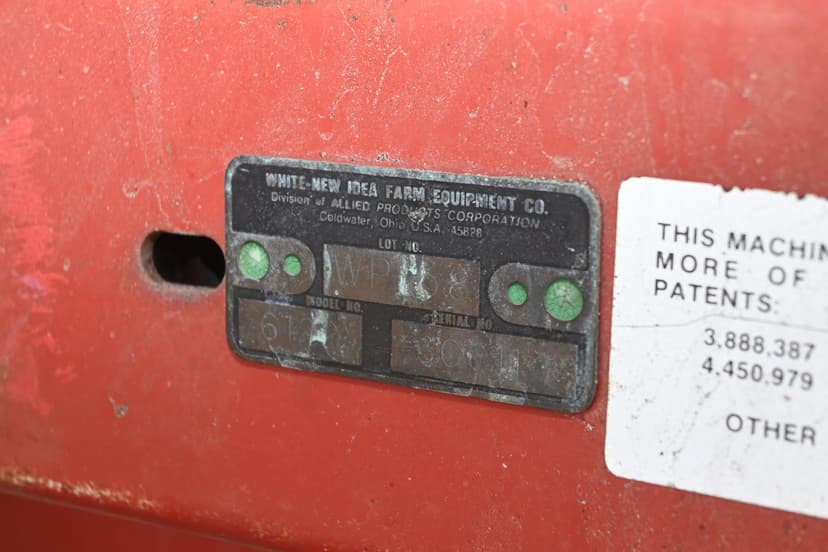 WHITE-NEW IDEA FARM EQUIPMENT CO.
Division of ALLIED PRODUCTS CORPORATION
Coldwater, Ohio U.S.A. 45828
LOT NO.
MODEL NO.
SERIAL NO.
THIS MACHIN
MORE OF
PATENTS:
3,888,387
4,450,979
OTHER